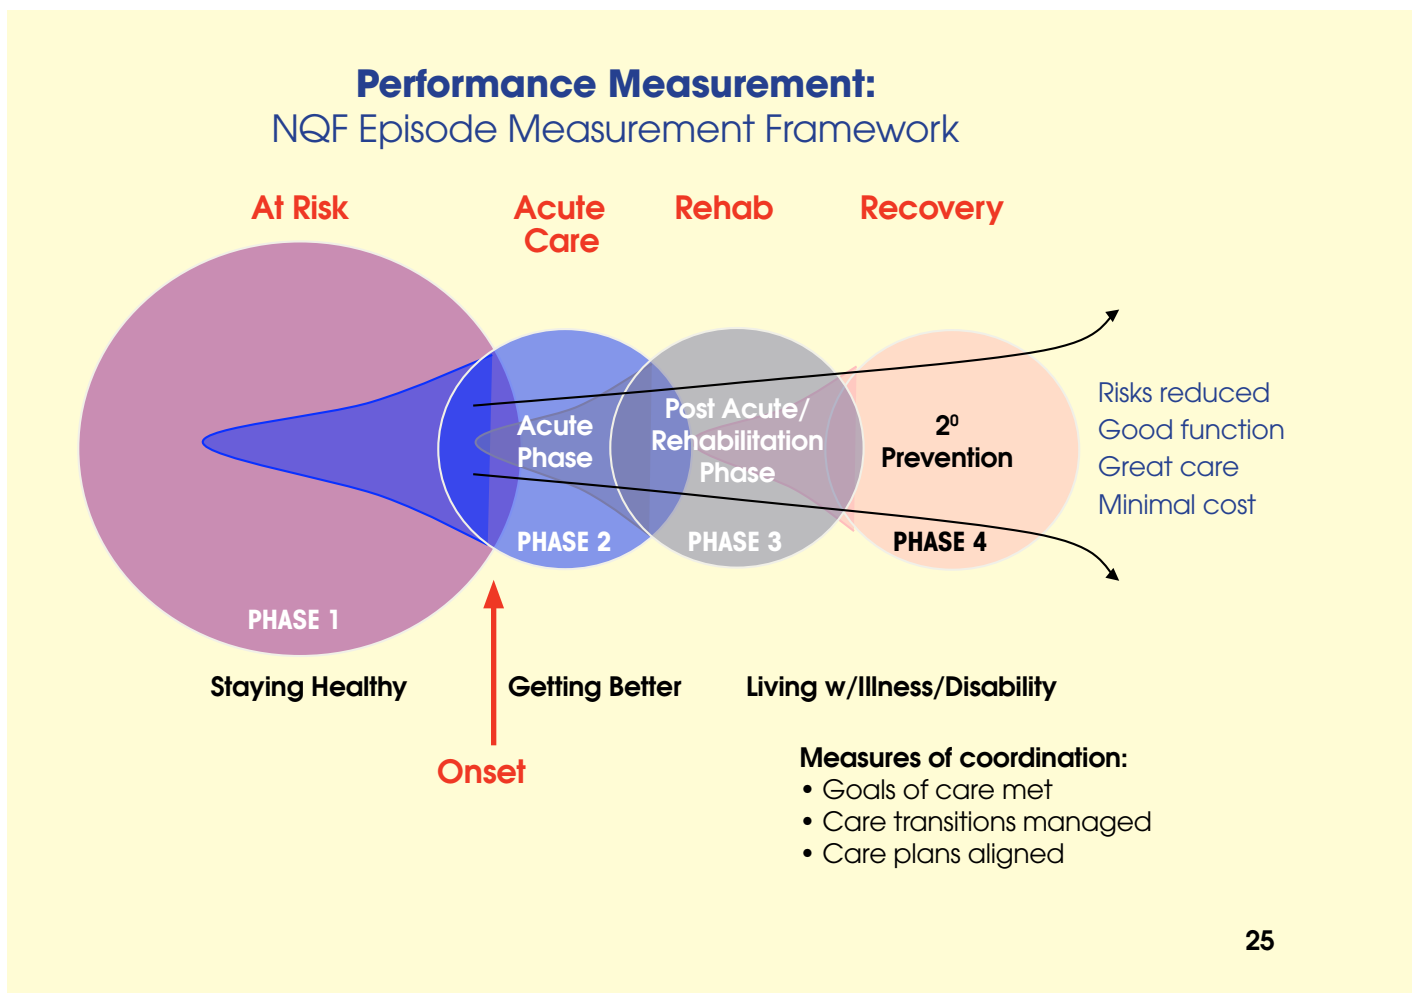 Performance Measurement:
NQF Episode Measurement Framework
At Risk
Acute
Care
Rehab
Recovery
Acute
Phase
PHASE 2
Post Acute/
Rehabilitation
Phase
PHASE 3
2⁰
Prevention
PHASE 4
Risks reduced
Good function
Great care
Minimal cost
PHASE 1
Staying Healthy
Getting Better
Living w/Illness/Disability
Onset
Measures of coordination:
• Goals of care met
• Care transitions managed
• Care plans aligned
25